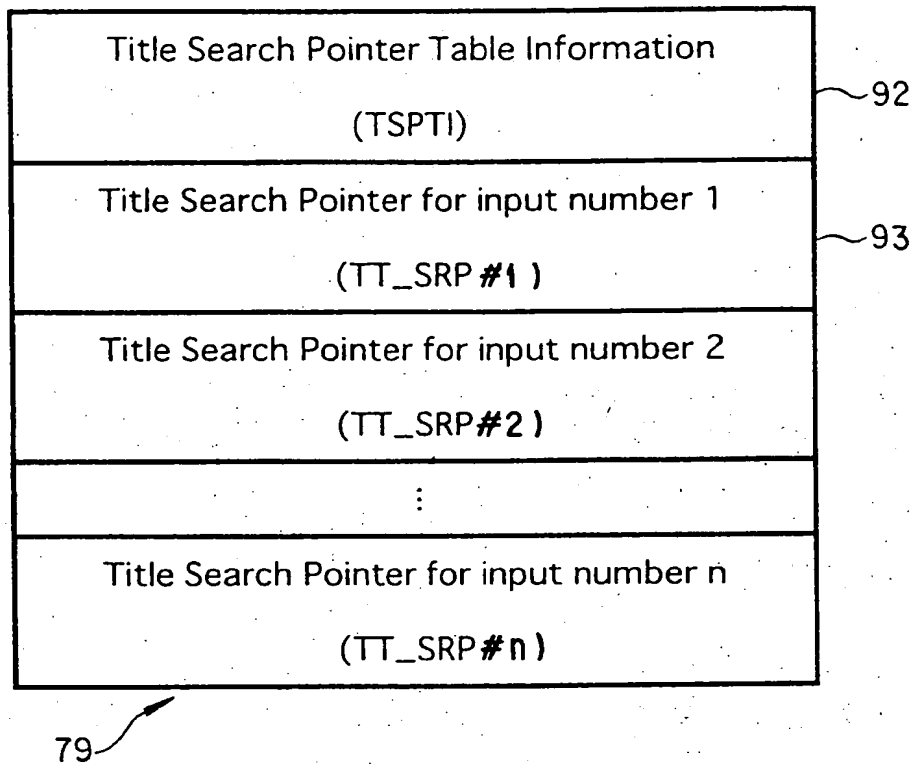 Title Search Pointer Table Information
(TSPTI)
92
Title Search Pointer for input number 1
(TT_SRP#1)
93
Title Search Pointer for input number 2
(TT_SRP#2)
⋮
Title Search Pointer for input number n
(TT_SRP#n)
79